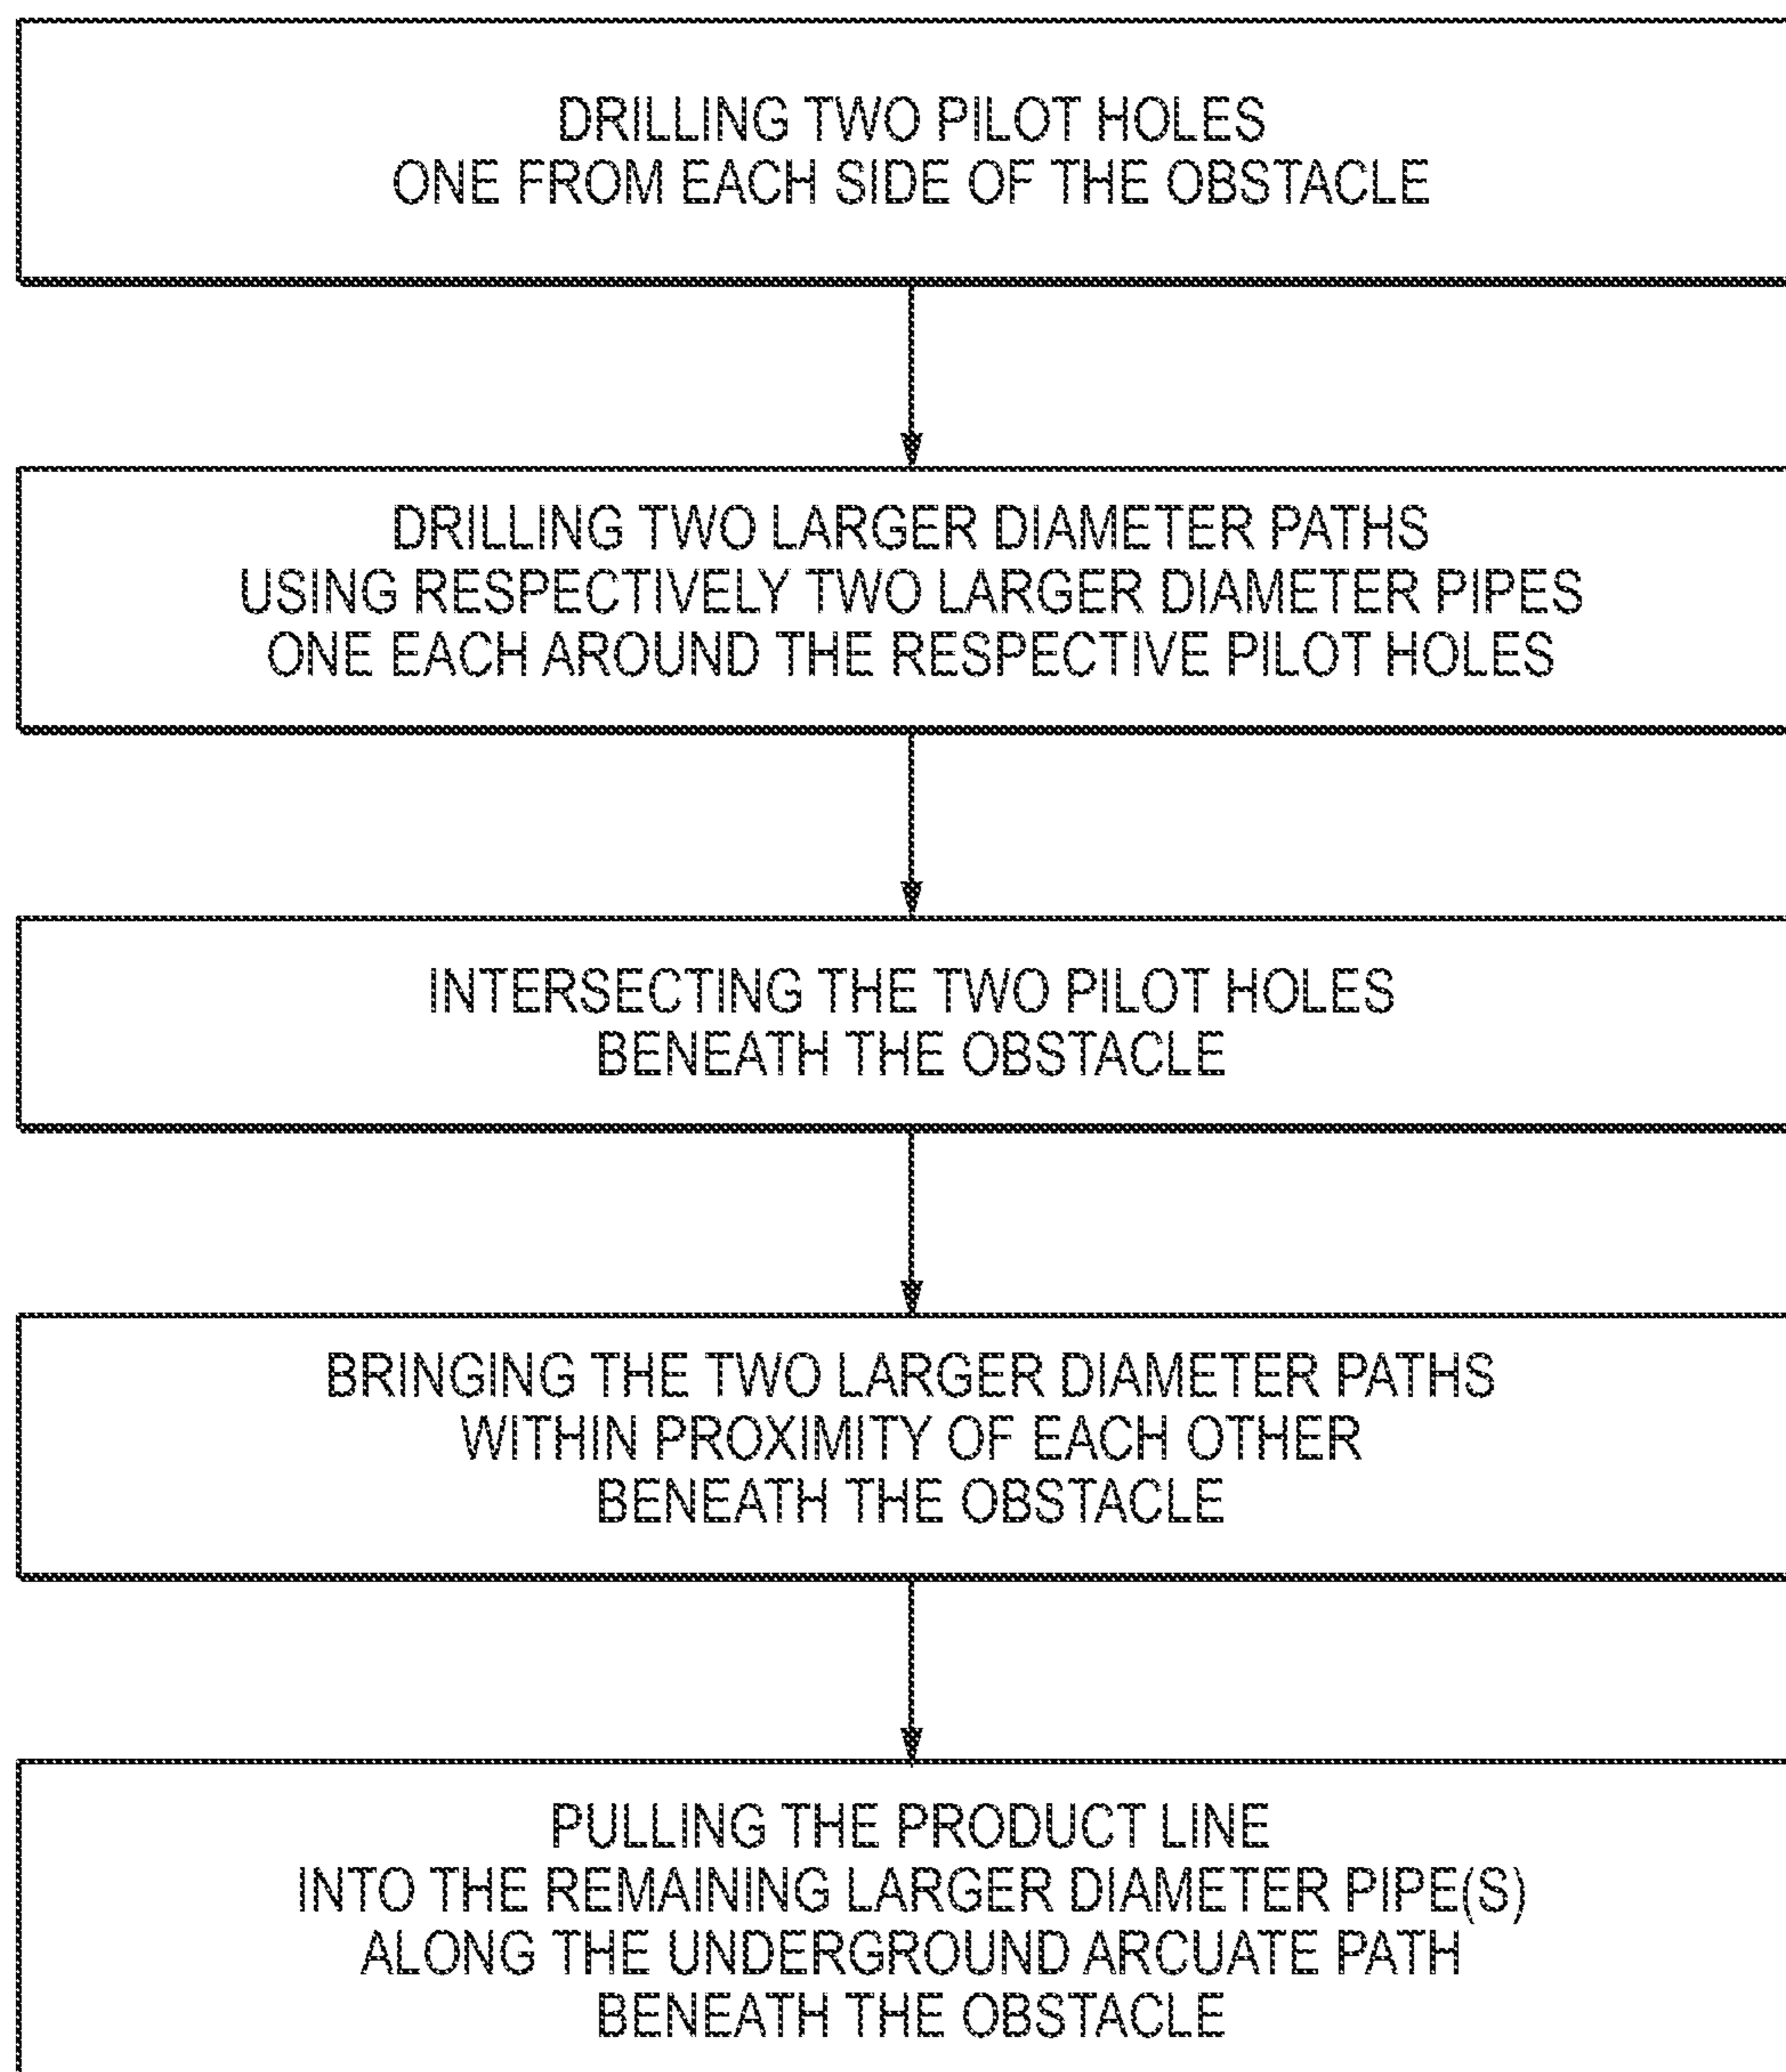 DRILLING TWO PILOT HOLES
ONE FROM EACH SIDE OF THE OBSTACLE
DRILLING TWO LARGER DIAMETER PATHS
USING RESPECTIVELY TWO LARGER DIAMETER PIPES
ONE EACH AROUND THE RESPECTIVE PILOT HOLES
INTERSECTING THE TWO PILOT HOLES
BENEATH THE OBSTACLE
BRINGING THE TWO LARGER DIAMETER PATHS
WITHIN PROXIMITY OF EACH OTHER
BENEATH THE OBSTACLE
PULLING THE PRODUCT LINE
INTO THE REMAINING LARGER DIAMETER PIPE(S)
ALONG THE UNDERGROUND ARCUATE PATH
BENEATH THE OBSTACLE